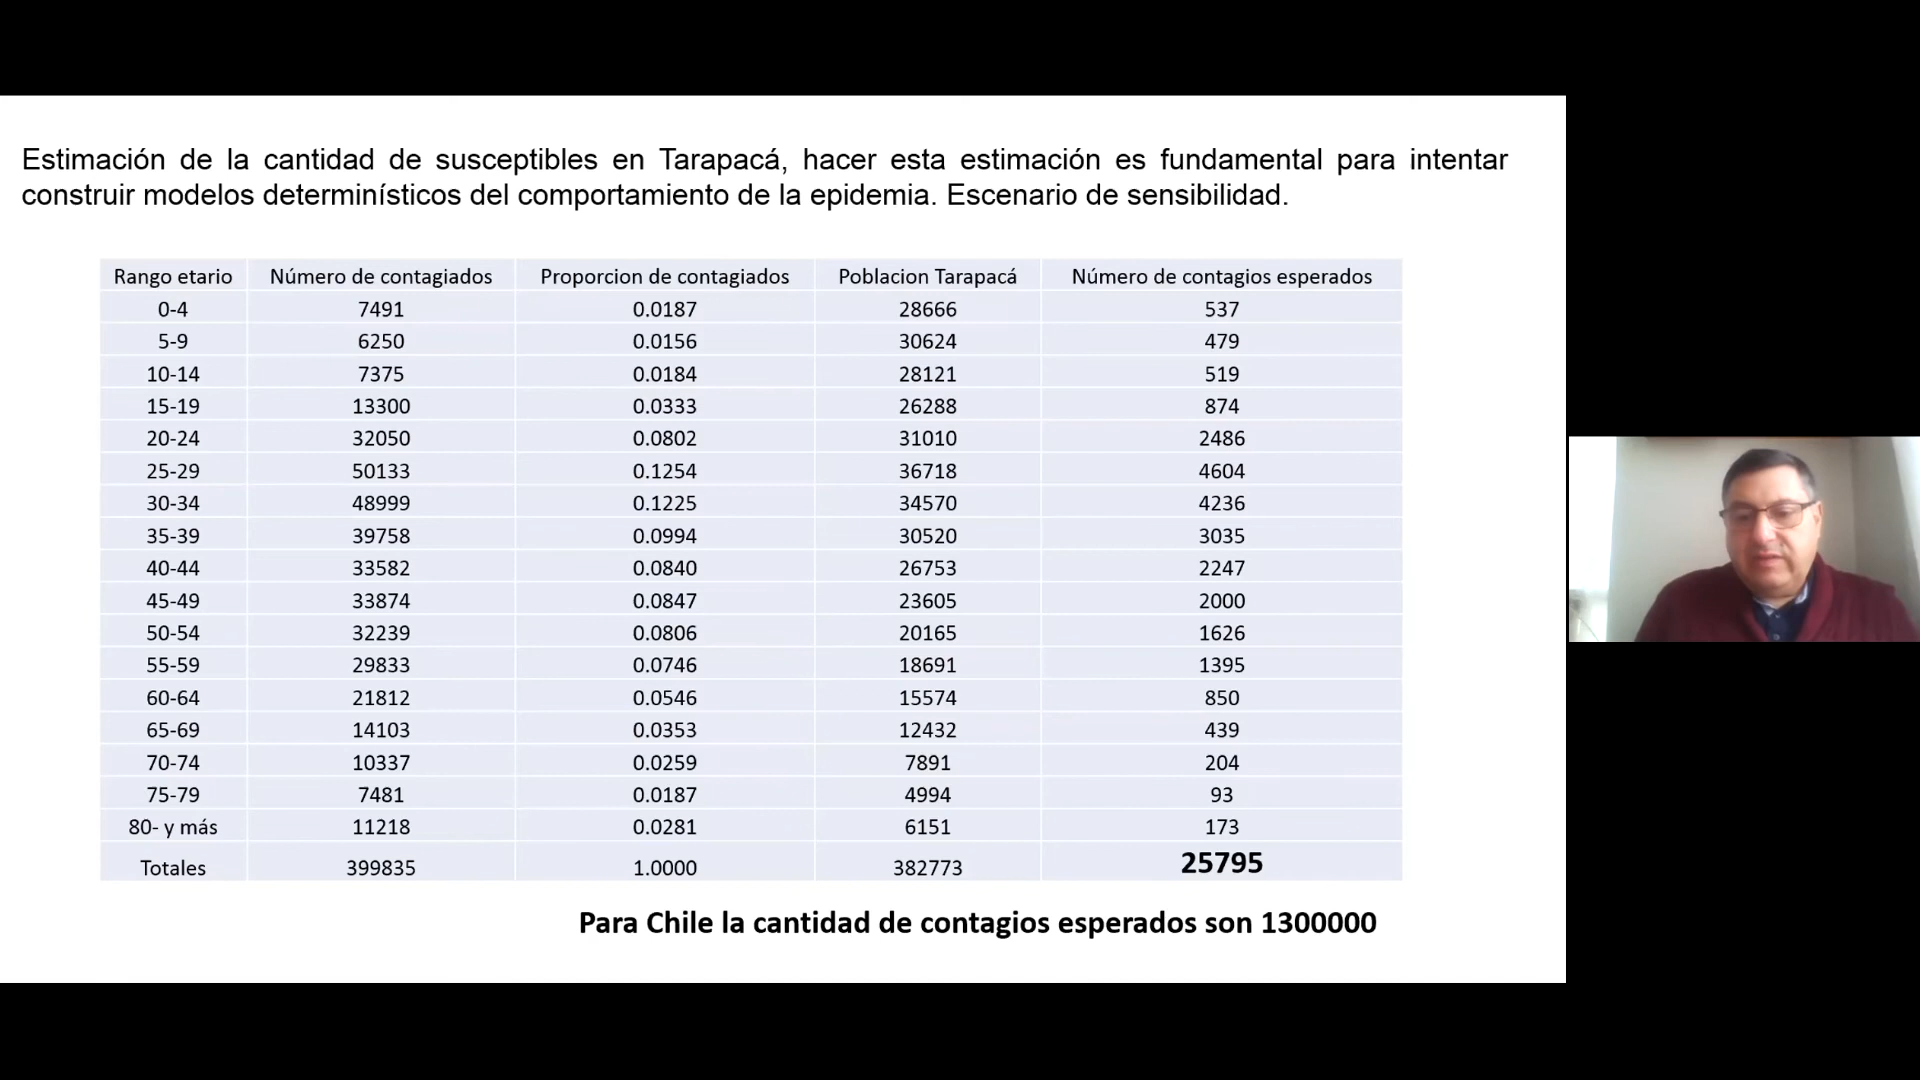 Estimación de la cantidad de susceptibles en Tarapacá, hacer esta estimación es fundamental para intentar
construir modelos determinísticos del comportamiento de la epidemia. Escenario de sensibilidad.
Rango etario Número de contagiados Proporcion de contagiados Poblacion Tarapacá Número de contagios esperados
0-4 7491 0.0187 28666 537
5-9 6250 0.0156 30624 479
10-14 7375 0.0184 28121 519
15-19 13300 0.0333 26288 874
20-24 32050 0.0802 31010 2486
25-29 50133 0.1254 36718 4604
30-34 48999 0.1225 34570 4236
35-39 39758 0.0994 30520 3035
40-44 33582 0.0840 26753 2247
45-49 33874 0.0847 23605 2000
50-54 32239 0.0806 20165 1626
55-59 29833 0.0746 18691 1395
60-64 21812 0.0546 15574 850
65-69 14103 0.0353 12432 439
70-74 10337 0.0259 7891 204
75-79 7481 0.0187 4994 93
80- y más 11218 0.0281 6151 173
Totales 399835 1.0000 382773 25795
Para Chile la cantidad de contagios esperados son 1300000